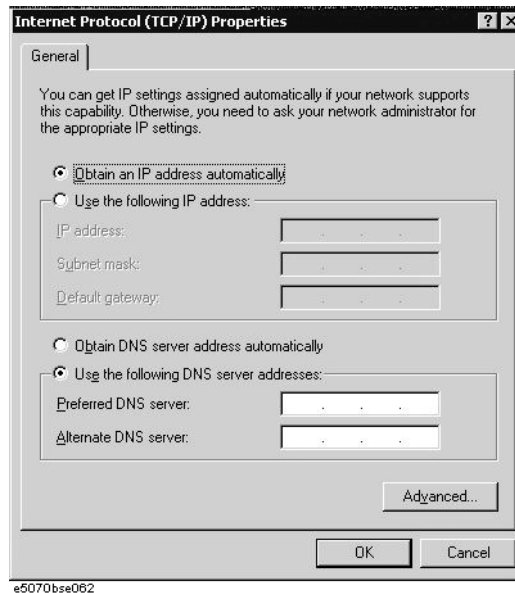 Internet Protocol (TCP/IP) Properties
General
You can get IP settings assigned automatically if your network supports
this capability. Otherwise, you need to ask your network administrator for
the appropriate IP settings.
Obtain an IP address automatically
Use the following IP address:
IP address:
Subnet mask:
Default gateway:
Obtain DNS server address automatically
Use the following DNS server addresses:
Preferred DNS server:
Alternate DNS server:
Advanced...
OK Cancel
e5070bse062